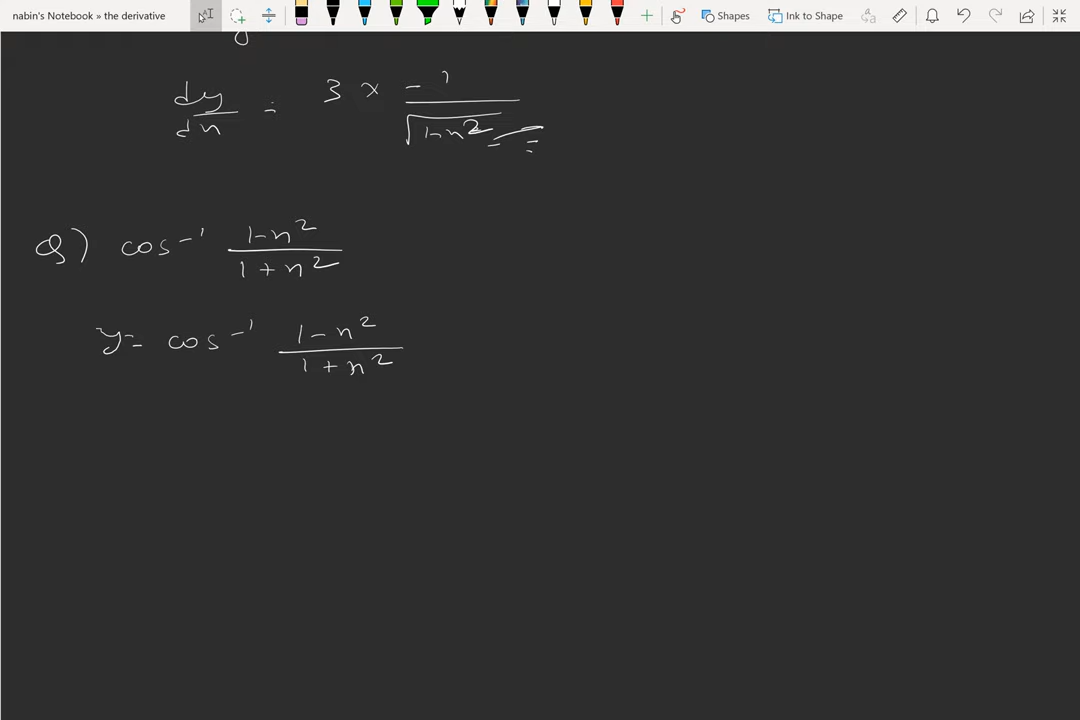 nabin's Notebook » the derivative
Shapes
Ink to Shape
dy/dn = 3 × -1/√1-n²
Q) cos⁻¹ 1-n²/1+n²
y= cos⁻¹ 1-n²/1+n²